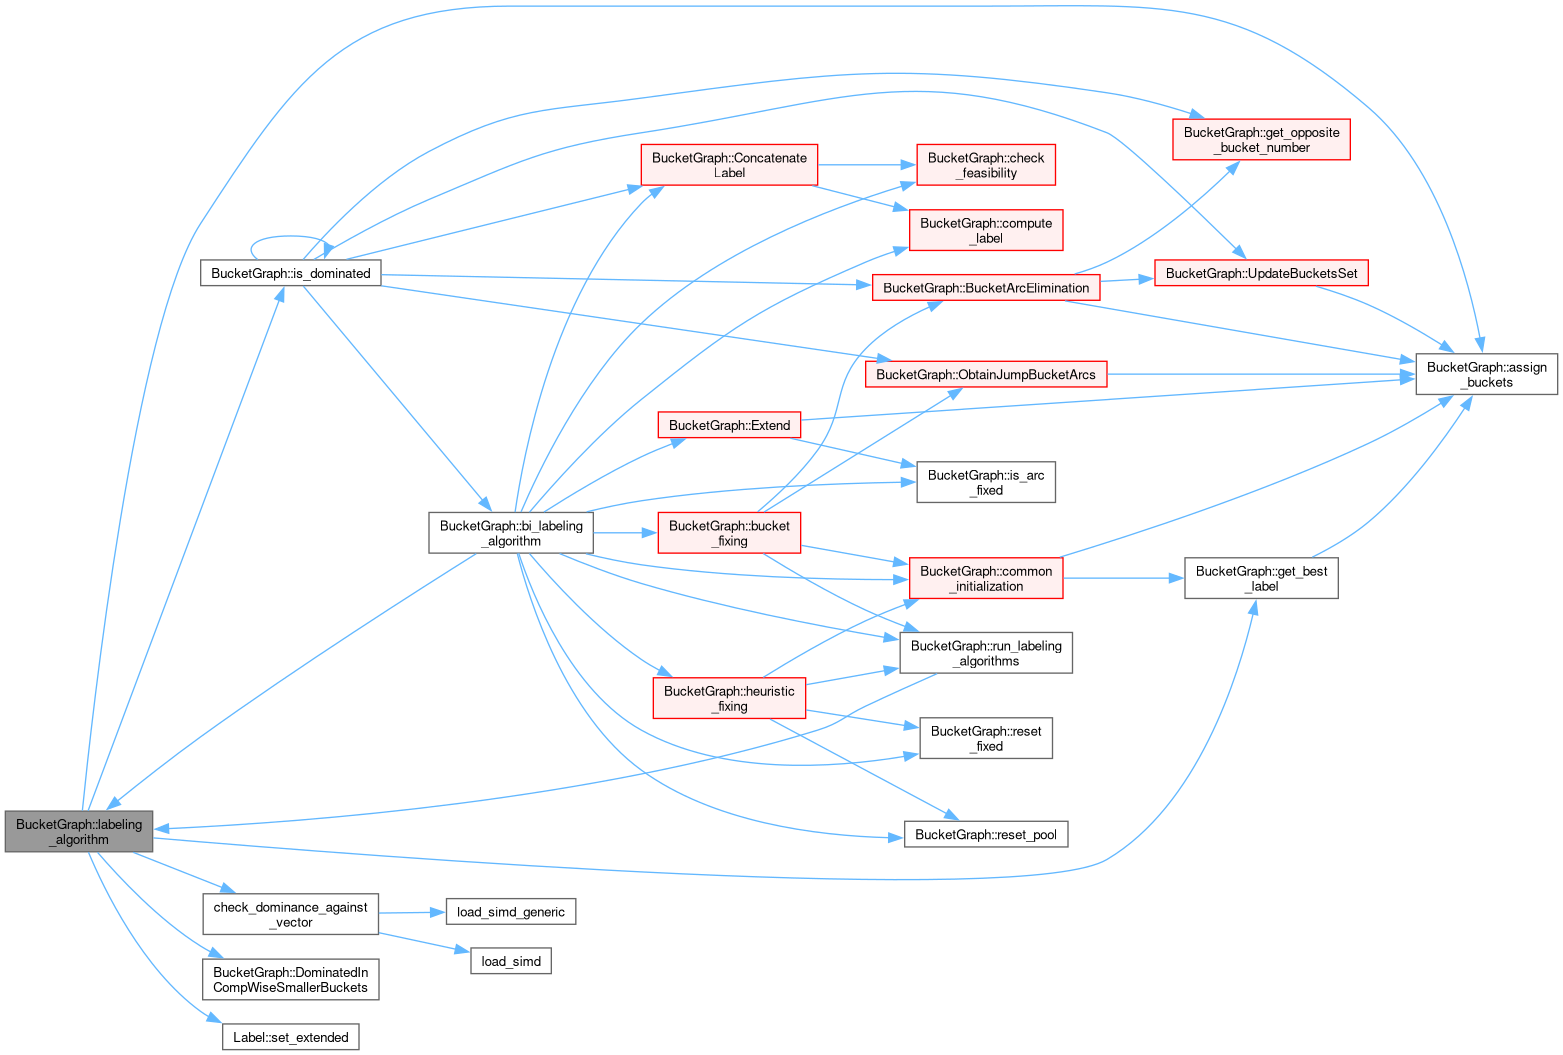 BucketGraph::get_opposite
_bucket_number
BucketGraph::Concatenate
Label
BucketGraph::check
_feasibility
BucketGraph::compute
_label
BucketGraph::is_dominated
BucketGraph::BucketArcElimination
BucketGraph::UpdateBucketsSet
BucketGraph::ObtainJumpBucketArcs
BucketGraph::assign
_buckets
BucketGraph::Extend
BucketGraph::is_arc
_fixed
BucketGraph::bi_labeling
_algorithm
BucketGraph::bucket
_fixing
BucketGraph::common
_initialization
BucketGraph::get_best
_label
BucketGraph::run_labeling
_algorithms
BucketGraph::heuristic
_fixing
BucketGraph::reset
_fixed
BucketGraph::labeling
_algorithm
BucketGraph::reset_pool
check_dominance_against
_vector
load_simd_generic
load_simd
BucketGraph::DominatedIn
CompWiseSmallerBuckets
Label::set_extended